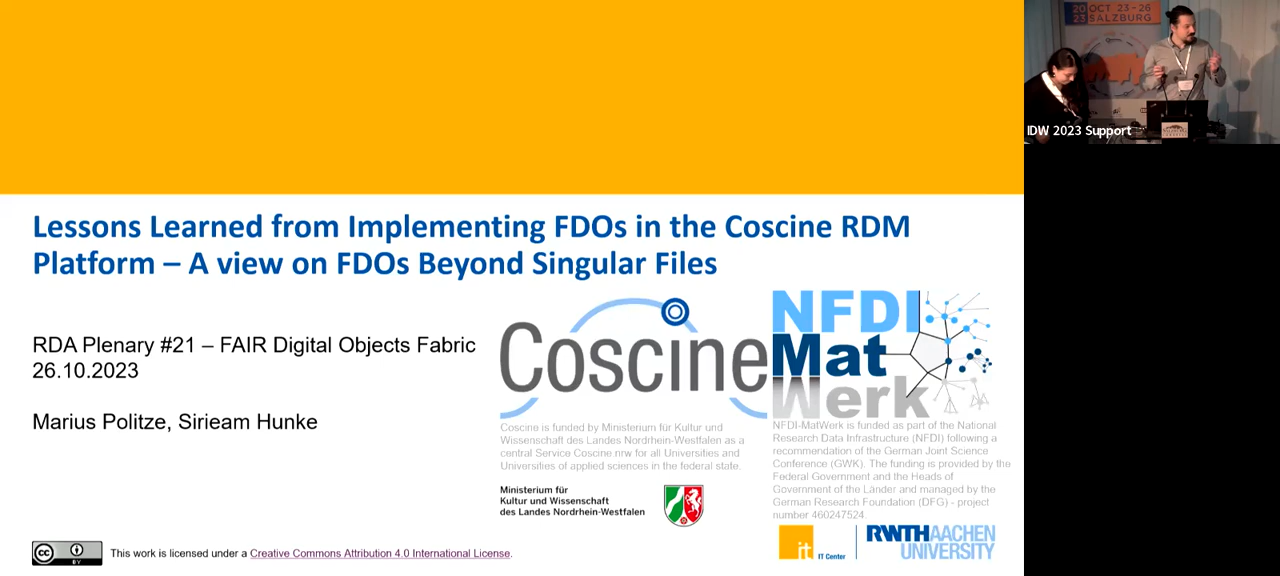 20 OCT 23 - 26
23 SALZBURG
IDW 2023 Support
Lessons Learned from Implementing FDOs in the Coscine RDM
Platform – A view on FDOs Beyond Singular Files
RDA Plenary #21 – FAIR Digital Objects Fabric
26.10.2023
Marius Politze, Sirieam Hunke
Coscine
Coscine is funded by Ministerium für Kultur und
Wissenschaft des Landes Nordrhein-Westfalen as a
central Service Coscine.nrw for all Universities and
Universities of applied sciences in the federal state.
Ministerium für
Kultur und Wissenschaft
des Landes Nordrhein-Westfalen
NFDI
Mat
Werk
NFDI-MatWerk is funded as part of the National
Research Data Infrastructure (NFDI) following a
recommendation of the German Joint Science
Conference (GWK). The funding is provided by the
Federal Government and the Heads of
Government of the Länder and managed by the
German Research Foundation (DFG) - project
number 460247524.
cc BY
This work is licensed under a Creative Commons Attribution 4.0 International License.
it IT Center
RWTHAACHEN
UNIVERSITY